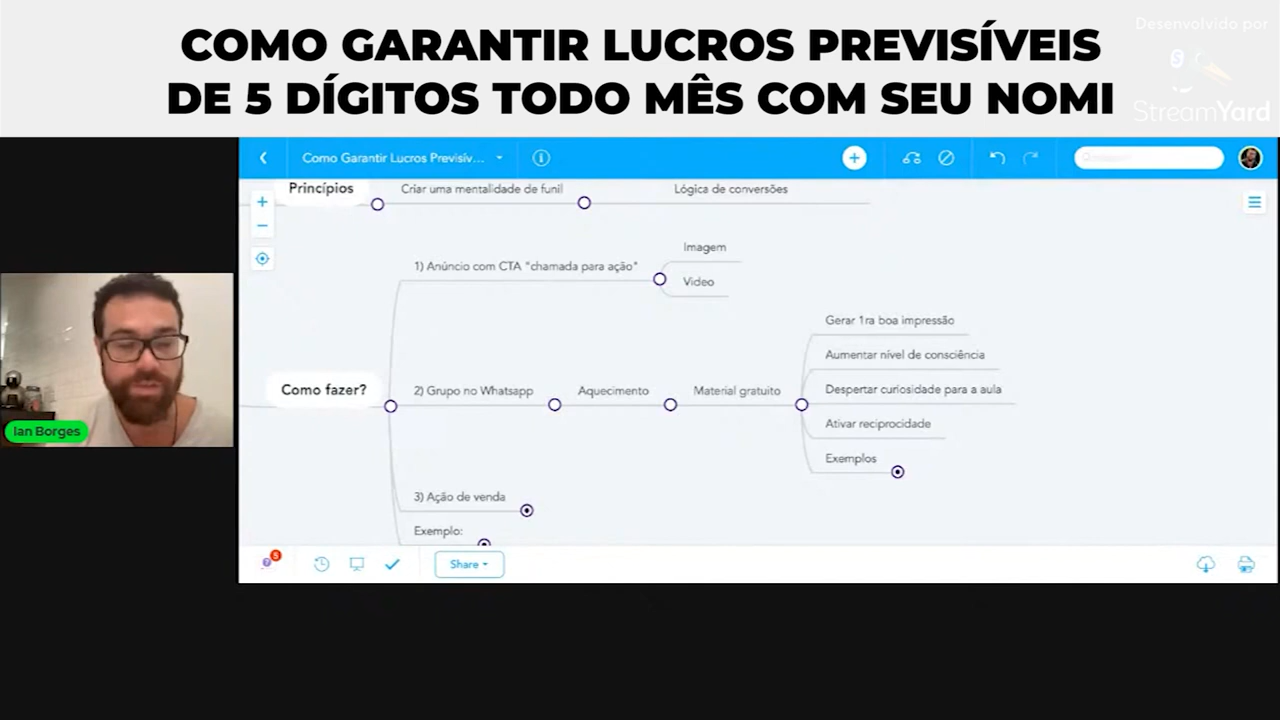 COMO GARANTIR LUCROS PREVISÍVEIS
DE 5 DÍGITOS TODO MÊS COM SEU NOMI
Desenvolvido por
S
StreamYard
Como Garantir Lucros Previsív...
Princípios
Criar uma mentalidade de funil
Lógica de conversões
1) Anúncio com CTA "chamada para ação"
Imagem
Video
Como fazer?
2) Grupo no Whatsapp
Aquecimento
Material gratuito
Gerar 1ra boa impressão
Aumentar nível de consciência
Despertar curiosidade para a aula
Ativar reciprocidade
Exemplos
3) Ação de venda
Exemplo:
Ian Borges
5
Share